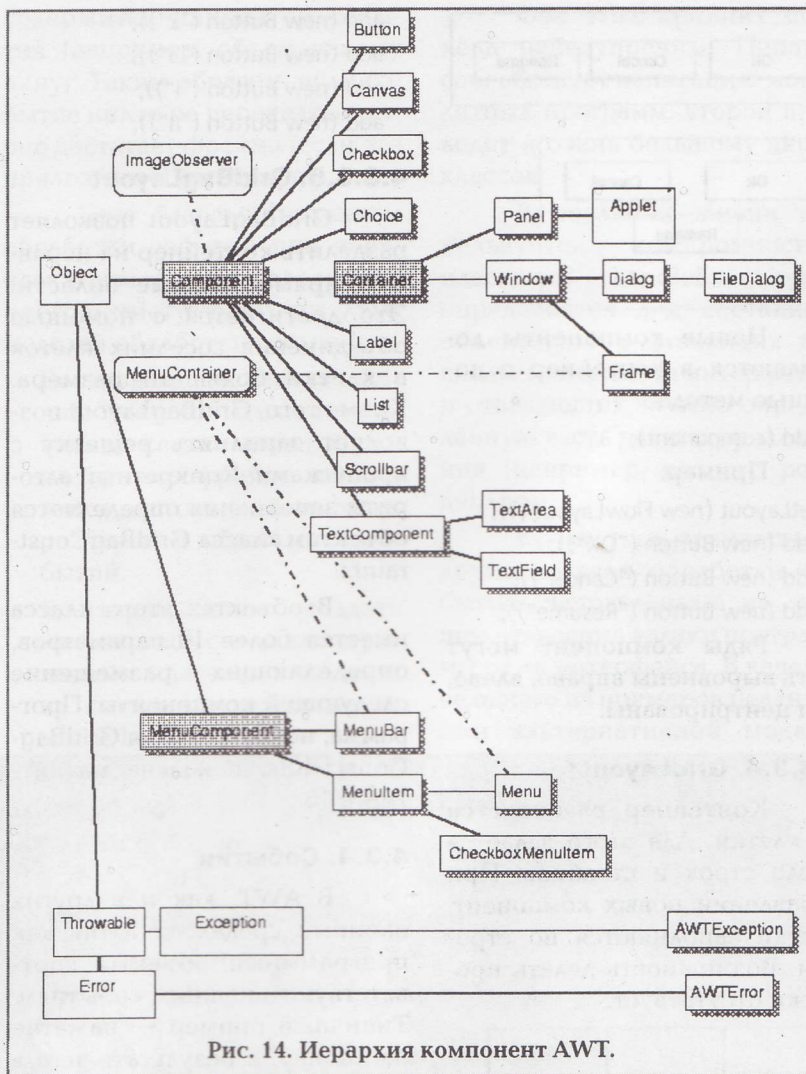 Button
Canvas
ImageObserver
Checkbox
Choice
Panel
Applet
Object
Component
Container
Window
Dialog
FileDialog
Label
MenuContainer
Frame
List
Scrollbar
TextArea
TextComponent
TextField
MenuComponent
MenuBar
MenuItem
Menu
CheckboxMenuItem
Throwable
Exception
AWTException
Error
AWTError
Рис. 14. Иерархия компонент AWT.